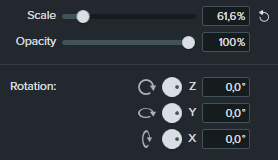 Scale 61,6%
Opacity 100%
Rotation: Z 0,0°
Y 0,0°
X 0,0°